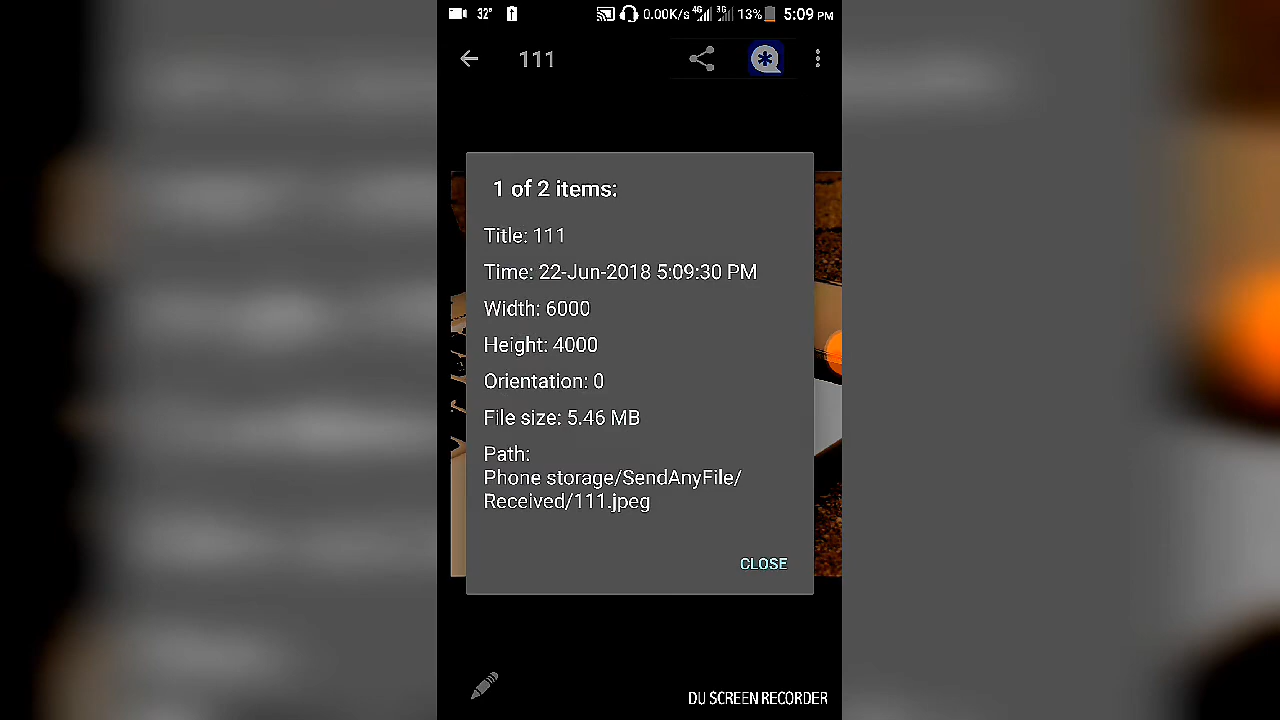 32° 0.00K/s 4G 3G 13% 5:09 PM
111
1 of 2 items:
Title: 111
Time: 22-Jun-2018 5:09:30 PM
Width: 6000
Height: 4000
Orientation: 0
File size: 5.46 MB
Path:
Phone storage/SendAnyFile/
Received/111.jpeg
CLOSE
DU SCREEN RECORDER